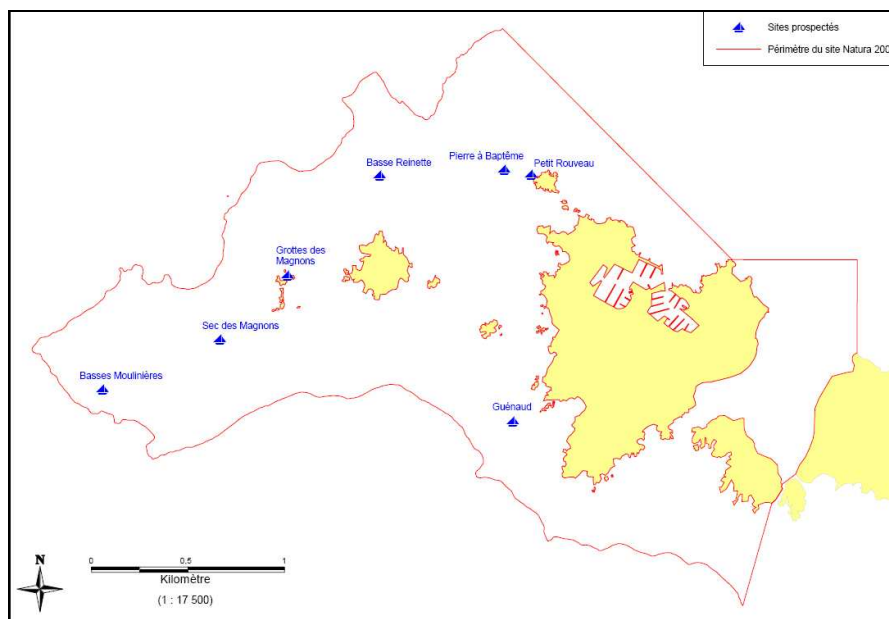 Sites prospectés
Périmètre du site Natura 200
Pierre à Baptême
Basse Reinette
Petit Rouveau
Grottes des
Magnons
Sec des Magnons
Basses Moulinières
Guénaud
N
0 0.5 1
Kilomètre
(1 : 17 500)